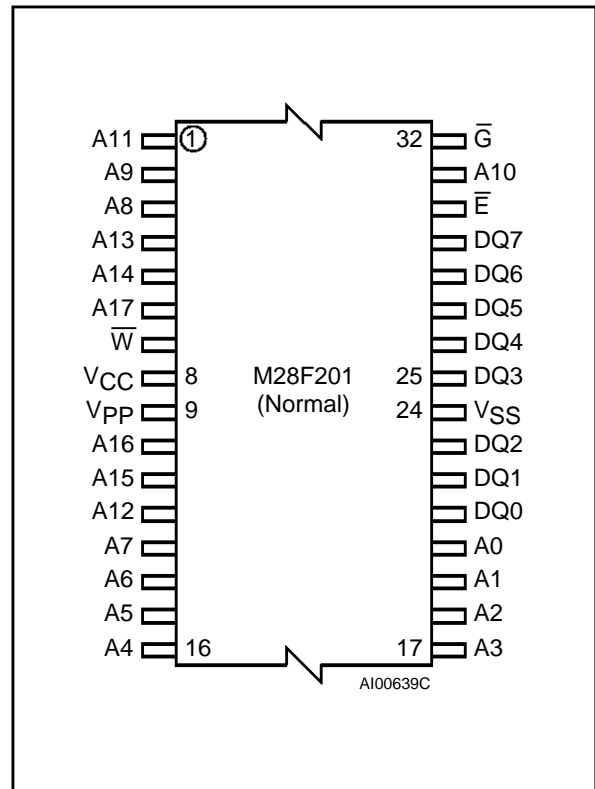 A11 ① 32 G̅
A9 A10
A8 E̅
A13 DQ7
A14 DQ6
A17 DQ5
W̅ DQ4
VCC 8 M28F201 25 DQ3
VPP 9 (Normal) 24 VSS
A16 DQ2
A15 DQ1
A12 DQ0
A7 A0
A6 A1
A5 A2
A4 16 17 A3
AI00639C